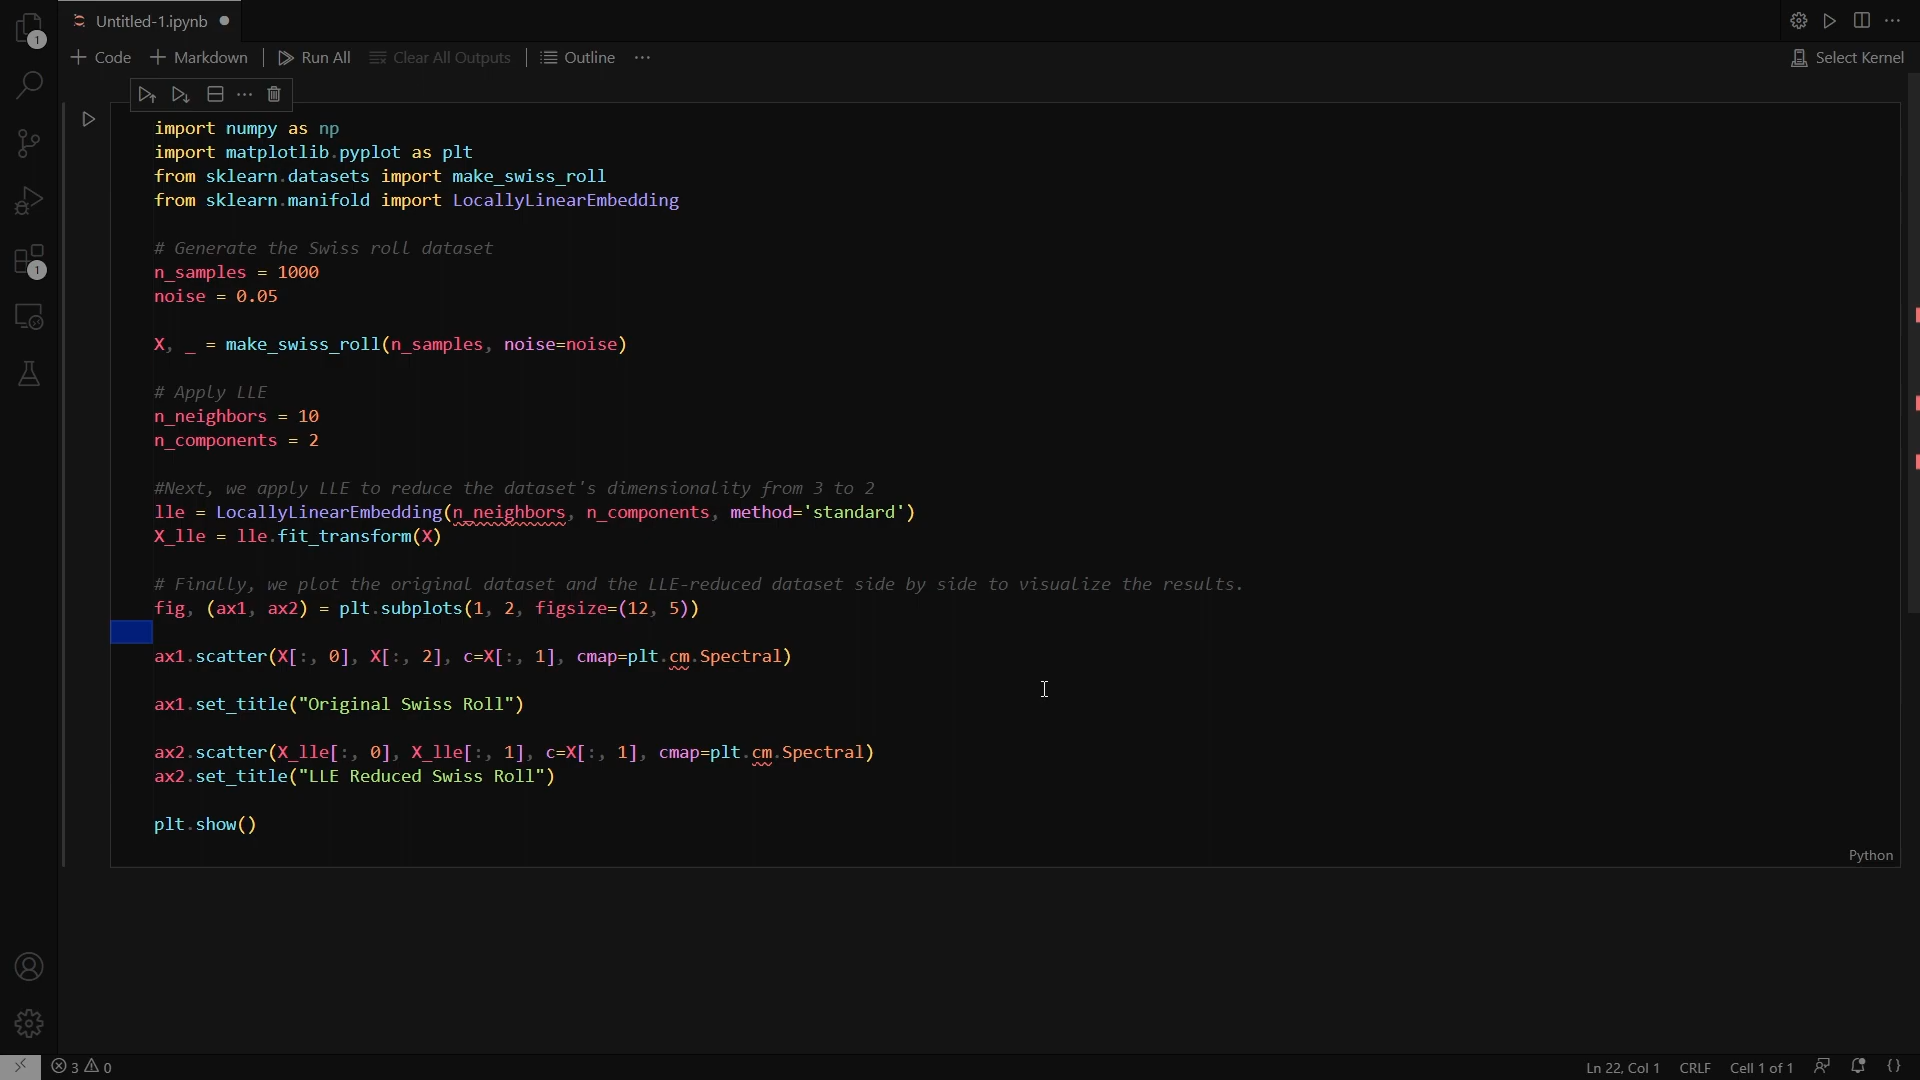 Untitled-1.ipynb
1
Code Markdown Run All Clear All Outputs Outline ... Select Kernel
import numpy as np
import matplotlib.pyplot as plt
from sklearn.datasets import make_swiss_roll
from sklearn.manifold import LocallyLinearEmbedding
# Generate the Swiss roll dataset
n_samples = 1000
1
noise = 0.05
X, _ = make_swiss_roll(n_samples, noise=noise)
# Apply LLE
n_neighbors = 10
n_components = 2
#Next, we apply LLE to reduce the dataset's dimensionality from 3 to 2
lle = LocallyLinearEmbedding(n_neighbors, n_components, method='standard')
X_lle = lle.fit_transform(X)
# Finally, we plot the original dataset and the LLE-reduced dataset side by side to visualize the results.
fig, (ax1, ax2) = plt.subplots(1, 2, figsize=(12, 5))
ax1.scatter(X[:, 0], X[:, 2], c=X[:, 1], cmap=plt.cm.Spectral)
ax1.set_title("Original Swiss Roll")
ax2.scatter(X_lle[:, 0], X_lle[:, 1], c=X[:, 1], cmap=plt.cm.Spectral)
ax2.set_title("LLE Reduced Swiss Roll")
plt.show()
Python
3 0 Ln 22, Col 1 CRLF Cell 1 of 1 {}